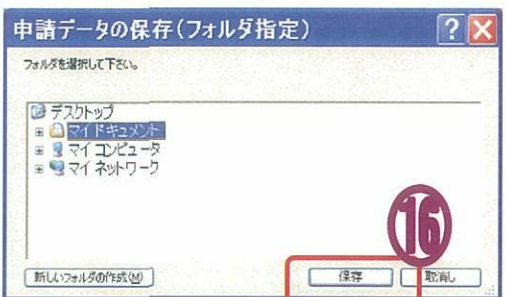 申請データの保存(フォルダ指定)
フォルダを選択して下さい。
デスクトップ
マイ ドキュメント
マイ コンピュータ
マイ ネットワーク
16
新しいフォルダの作成(M)
保存
取消し